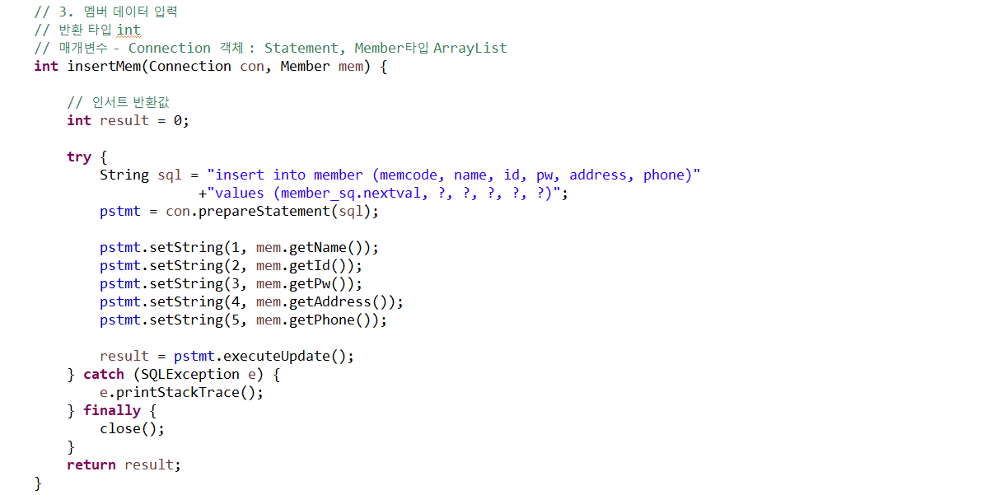 // 3. 멤버 데이터 입력
// 반환 타입 int
// 매개변수 - Connection 객체 : Statement, Member타입 ArrayList
int insertMem(Connection con, Member mem) {
// 인서트 반환값
int result = 0;
try {
String sql = "insert into member (memcode, name, id, pw, address, phone)"
+"values (member_sq.nextval, ?, ?, ?, ?, ?)";
pstmt = con.prepareStatement(sql);
pstmt.setString(1, mem.getName());
pstmt.setString(2, mem.getId());
pstmt.setString(3, mem.getPw());
pstmt.setString(4, mem.getAddress());
pstmt.setString(5, mem.getPhone());
result = pstmt.executeUpdate();
} catch (SQLException e) {
e.printStackTrace();
} finally {
close();
}
return result;
}